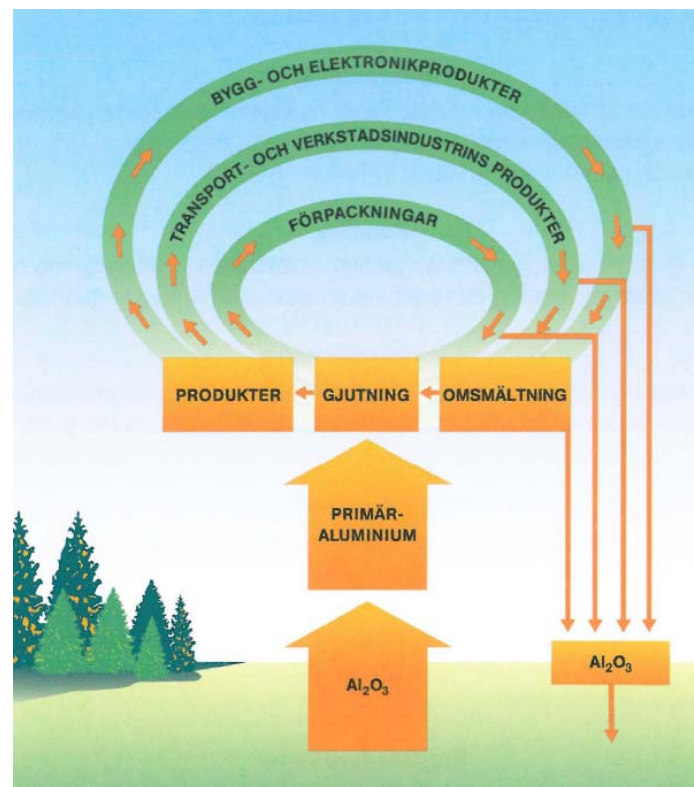 BYGG- OCH ELEKTRONIKPRODUKTER
TRANSPORT- OCH VERKSTADSINDUSTRINS PRODUKTER
FÖRPACKNINGAR
PRODUKTER
GJUTNING
OMSMÄLTNING
PRIMÄR-
ALUMINIUM
Al₂O₃
Al₂O₃